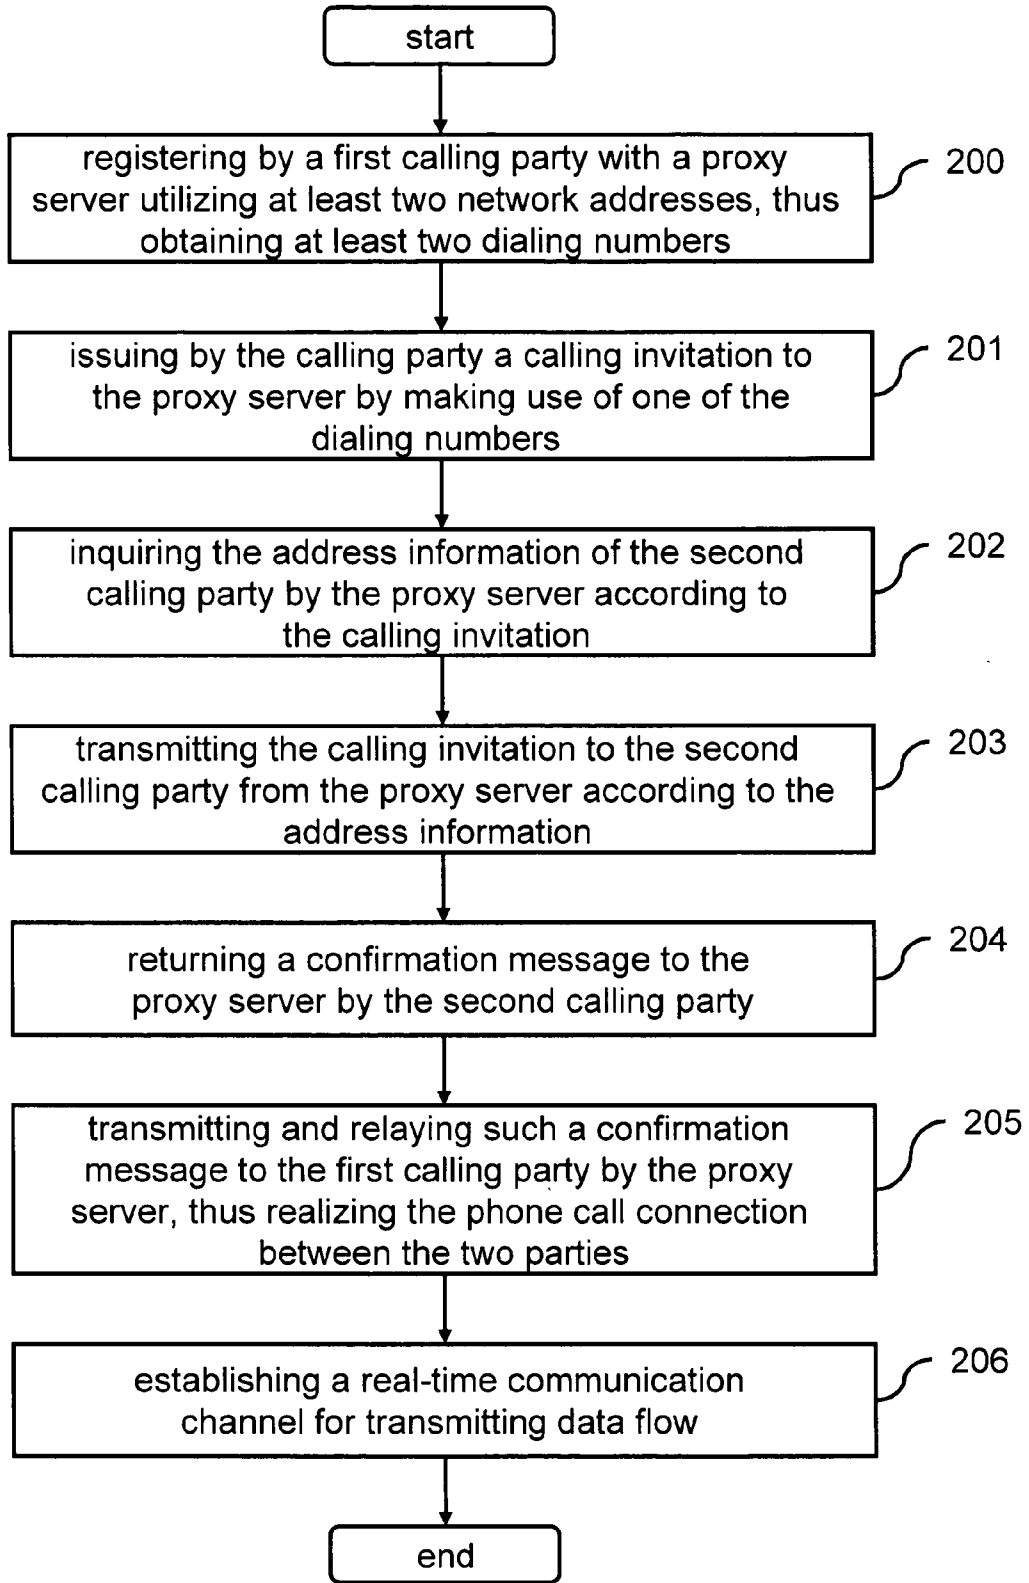 start
registering by a first calling party with a proxy
server utilizing at least two network addresses, thus
obtaining at least two dialing numbers
200
issuing by the calling party a calling invitation to
the proxy server by making use of one of the
dialing numbers
201
inquiring the address information of the second
calling party by the proxy server according to
the calling invitation
202
transmitting the calling invitation to the second
calling party from the proxy server according to the
address information
203
returning a confirmation message to the
proxy server by the second calling party
204
transmitting and relaying such a confirmation
message to the first calling party by the proxy
server, thus realizing the phone call connection
between the two parties
205
establishing a real-time communication
channel for transmitting data flow
206
end